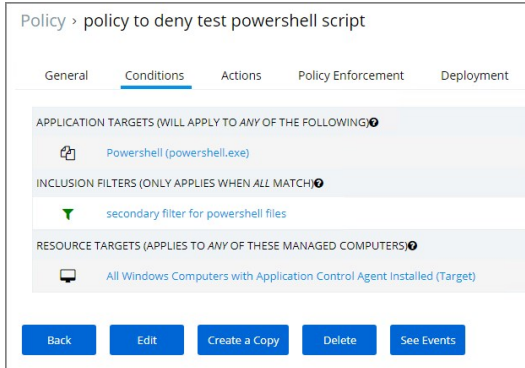 Policy › policy to deny test powershell script
General Conditions Actions Policy Enforcement Deployment
APPLICATION TARGETS (WILL APPLY TO ANY OF THE FOLLOWING)?
Powershell (powershell.exe)
INCLUSION FILTERS (ONLY APPLIES WHEN ALL MATCH)?
secondary filter for powershell files
RESOURCE TARGETS (APPLIES TO ANY OF THESE MANAGED COMPUTERS)?
All Windows Computers with Application Control Agent Installed (Target)
Back Edit Create a Copy Delete See Events